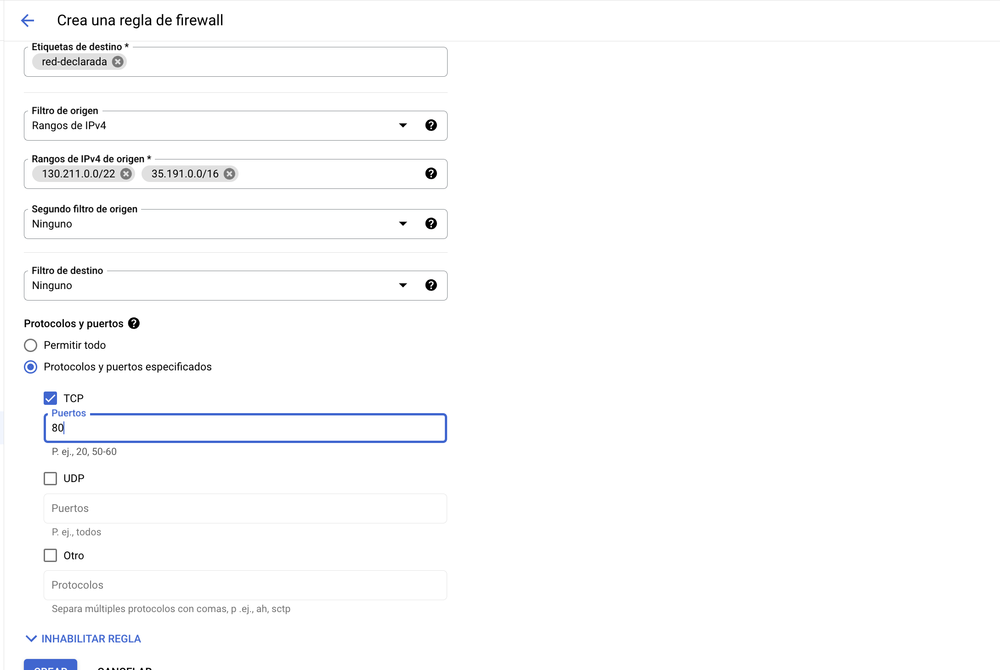 Crea una regla de firewall
Etiquetas de destino *
red-declarada
Filtro de origen
Rangos de IPv4
Rangos de IPv4 de origen *
130.211.0.0/22 35.191.0.0/16
Segundo filtro de origen
Ninguno
Filtro de destino
Ninguno
Protocolos y puertos
Permitir todo
Protocolos y puertos especificados
TCP
Puertos
80
P. ej., 20, 50-60
UDP
Puertos
P. ej., todos
Otro
Protocolos
Separa múltiples protocolos con comas, p .ej., ah, sctp
INHABILITAR REGLA
CREAR CANCELAR